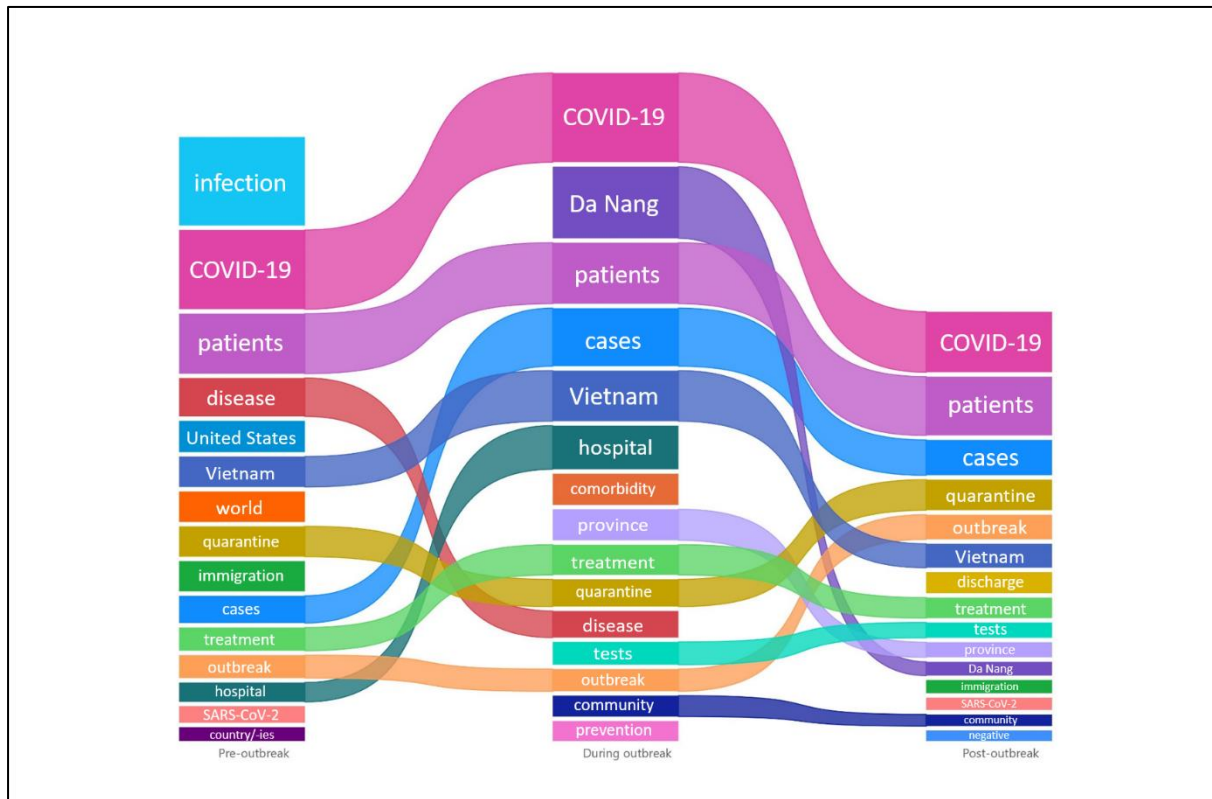 infection
COVID-19
patients
disease
United States
Vietnam
world
quarantine
immigration
cases
treatment
outbreak
hospital
SARS-CoV-2
country/-ies
Pre-outbreak
COVID-19
Da Nang
patients
cases
Vietnam
hospital
comorbidity
province
treatment
quarantine
disease
tests
outbreak
community
prevention
During outbreak
COVID-19
patients
cases
quarantine
outbreak
Vietnam
discharge
treatment
tests
province
Da Nang
immigration
SARS-CoV-2
community
negative
Post-outbreak